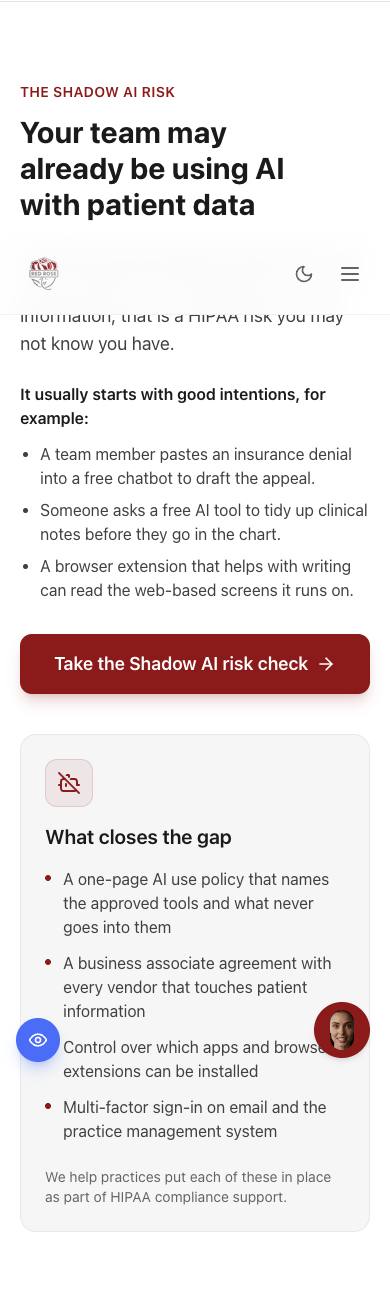 THE SHADOW AI RISK
Your team may
already be using AI
with patient data
RED ROSE
information, that is a HIPAA risk you may
not know you have.
It usually starts with good intentions, for
example:
• A team member pastes an insurance denial
into a free chatbot to draft the appeal.
• Someone asks a free AI tool to tidy up clinical
notes before they go in the chart.
• A browser extension that helps with writing
can read the web-based screens it runs on.
Take the Shadow AI risk check →
What closes the gap
• A one-page AI use policy that names
the approved tools and what never
goes into them
• A business associate agreement with
every vendor that touches patient
information
Control over which apps and browse
extensions can be installed
• Multi-factor sign-in on email and the
practice management system
We help practices put each of these in place
as part of HIPAA compliance support.